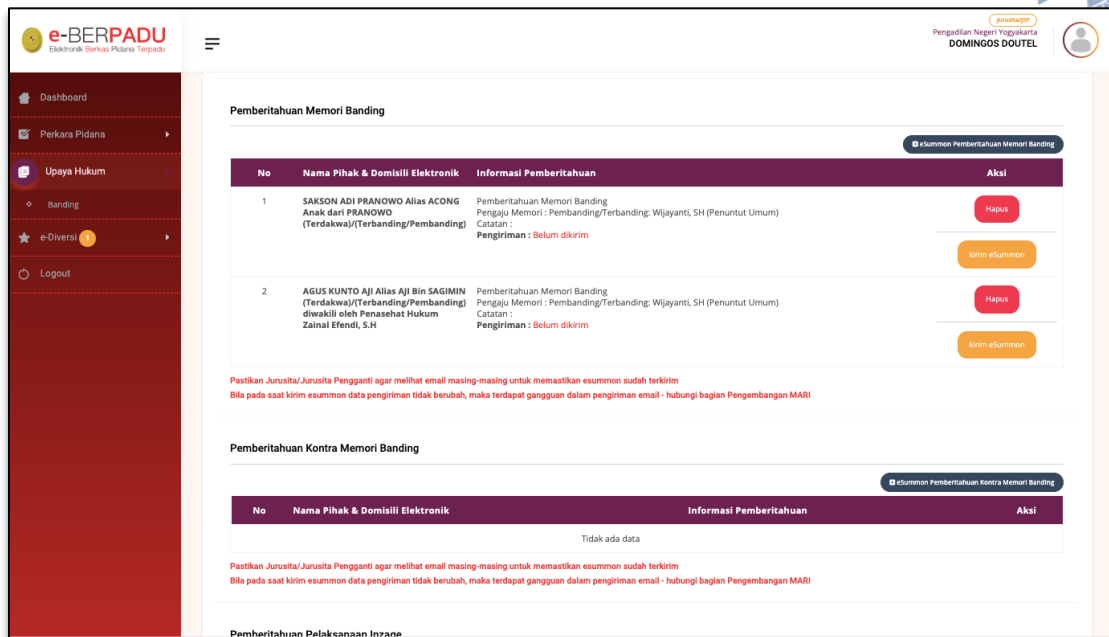 e-BERPADU
Elektronik Berkas Pidana Terpadu
Jurusita/JSP
Pengadilan Negeri Yogyakarta
DOMINGOS DOUTEL
Dashboard
Perkara Pidana
Upaya Hukum
Banding
e-Diversi 1
Logout
Pemberitahuan Memori Banding
eSummon Pemberitahuan Memori Banding
No Nama Pihak & Domisili Elektronik Informasi Pemberitahuan Aksi
1 SAKSON ADI PRANOWO Alias ACONG Pemberitahuan Memori Banding
Anak dari PRANOWO Pengaju Memori : Pembanding/Terbanding: Wijayanti, SH (Penuntut Umum) Hapus
(Terdakwa)/(Terbanding/Pembanding) Catatan :
Pengiriman : Belum dikirim
kirim eSummon
2 AGUS KUNTO AJI Alias AJI Bin SAGIMIN Pemberitahuan Memori Banding
(Terdakwa)/(Terbanding/Pembanding) Pengaju Memori : Pembanding/Terbanding: Wijayanti, SH (Penuntut Umum) Hapus
diwakili oleh Penasehat Hukum Catatan :
Zainal Efendi, S.H Pengiriman : Belum dikirim
kirim eSummon
Pastikan Jurusita/Jurusita Pengganti agar melihat email masing-masing untuk memastikan esummon sudah terkirim
Bila pada saat kirim esummon data pengiriman tidak berubah, maka terdapat gangguan dalam pengiriman email - hubungi bagian Pengembangan MARI
Pemberitahuan Kontra Memori Banding
eSummon Pemberitahuan Kontra Memori Banding
No Nama Pihak & Domisili Elektronik Informasi Pemberitahuan Aksi
Tidak ada data
Pastikan Jurusita/Jurusita Pengganti agar melihat email masing-masing untuk memastikan esummon sudah terkirim
Bila pada saat kirim esummon data pengiriman tidak berubah, maka terdapat gangguan dalam pengiriman email - hubungi bagian Pengembangan MARI
Pemberitahuan Pelaksanaan Inzage